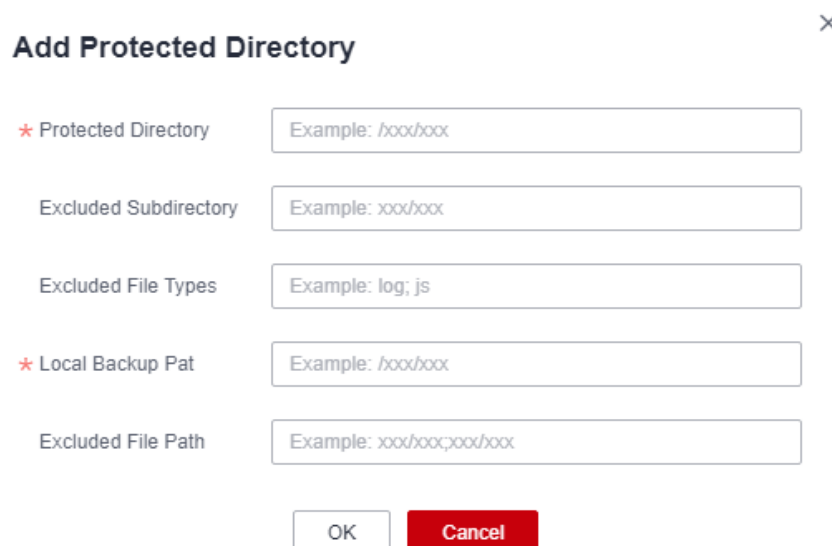 Add Protected Directory
* Protected Directory Example: /xxx/xxx
Excluded Subdirectory Example: xxx/xxx
Excluded File Types Example: log; js
* Local Backup Pat Example: /xxx/xxx
Excluded File Path Example: xxx/xxx;xxx/xxx
OK Cancel